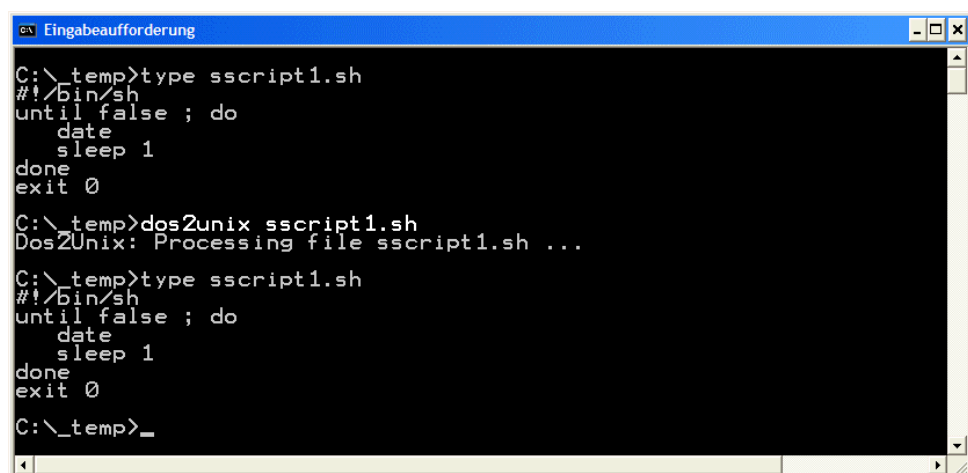 Eingabeaufforderung
C:\_temp>type sscript1.sh
#!/bin/sh
until false ; do
   date
   sleep 1
done
exit 0
C:\_temp>dos2unix sscript1.sh
Dos2Unix: Processing file sscript1.sh ...
C:\_temp>type sscript1.sh
#!/bin/sh
until false ; do
   date
   sleep 1
done
exit 0
C:\_temp>_